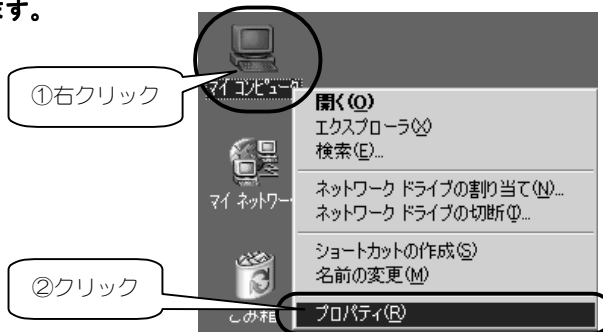 ます。
①右クリック
マイ コンピュータ
開く(O)
エクスプローラ(X)
検索(E)...
マイ ネットワー
ネットワーク ドライブの割り当て(N)...
ネットワーク ドライブの切断(I)...
ショートカットの作成(S)
名前の変更(M)
②クリック
ごみ箱
プロパティ(R)